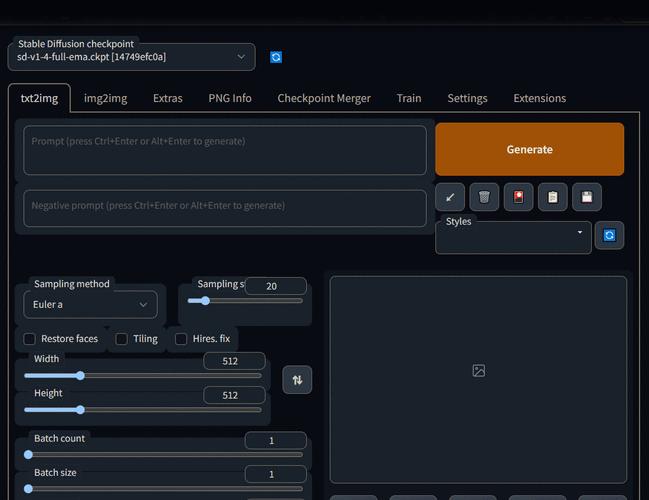 Stable Diffusion checkpoint
sd-v1-4-full-ema.ckpt [14749efc0a]
txt2img img2img Extras PNG Info Checkpoint Merger Train Settings Extensions
Prompt (press Ctrl+Enter or Alt+Enter to generate)
Generate
Negative prompt (press Ctrl+Enter or Alt+Enter to generate)
Styles
Sampling method
Euler a
Sampling s
20
Restore faces Tiling Hires. fix
Width
512
Height
512
Batch count
1
Batch size
1